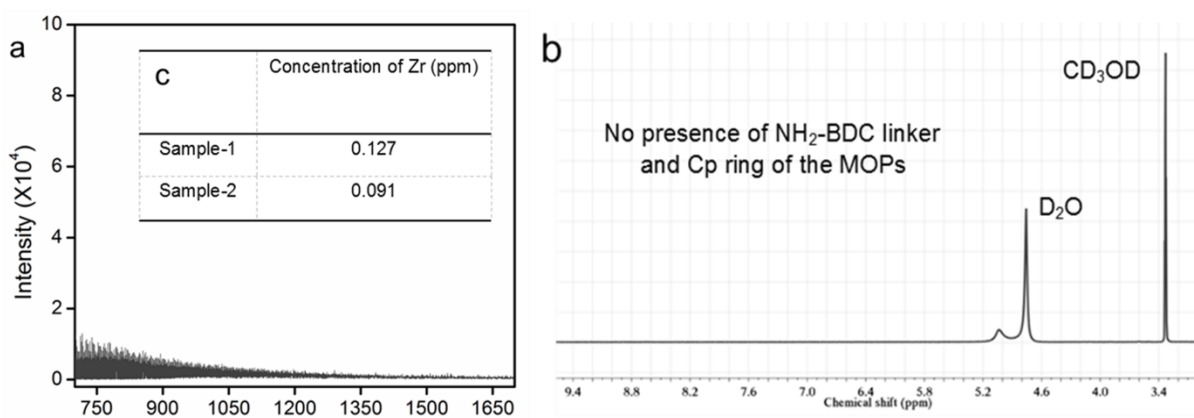 a
Intensity (X10⁴)
10
8
6
4
2
0
750 900 1050 1200 1350 1500 1650
c
Concentration of Zr (ppm)
Sample-1 0.127
Sample-2 0.091
b
CD₃OD
No presence of NH₂-BDC linker
and Cp ring of the MOPs
D₂O
9.4 8.8 8.2 7.6 7.0 6.4 5.8 5.2 4.6 4.0 3.4
Chemical shift (ppm)